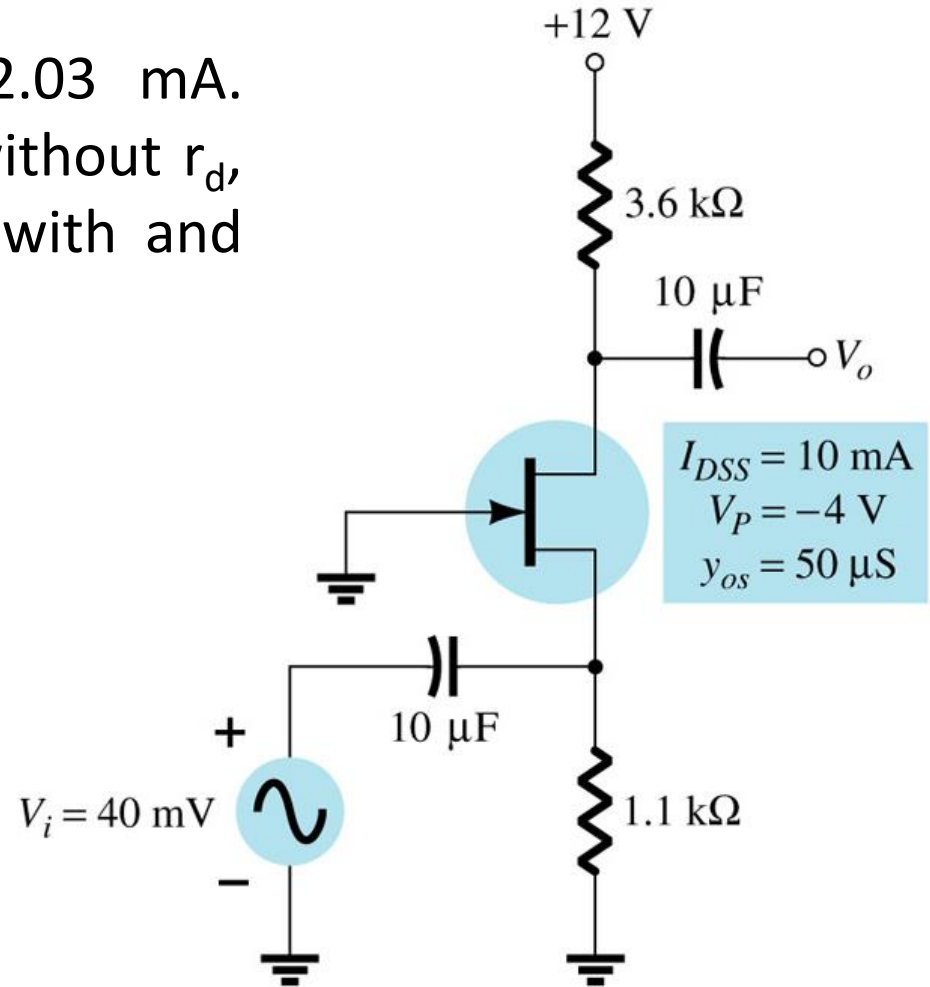 2.03 mA.
without r_d,
with and
+12 V
3.6 kΩ
10 μF
V_o
I_DSS = 10 mA
V_P = −4 V
y_os = 50 μS
10 μF
+
V_i = 40 mV
1.1 kΩ
−